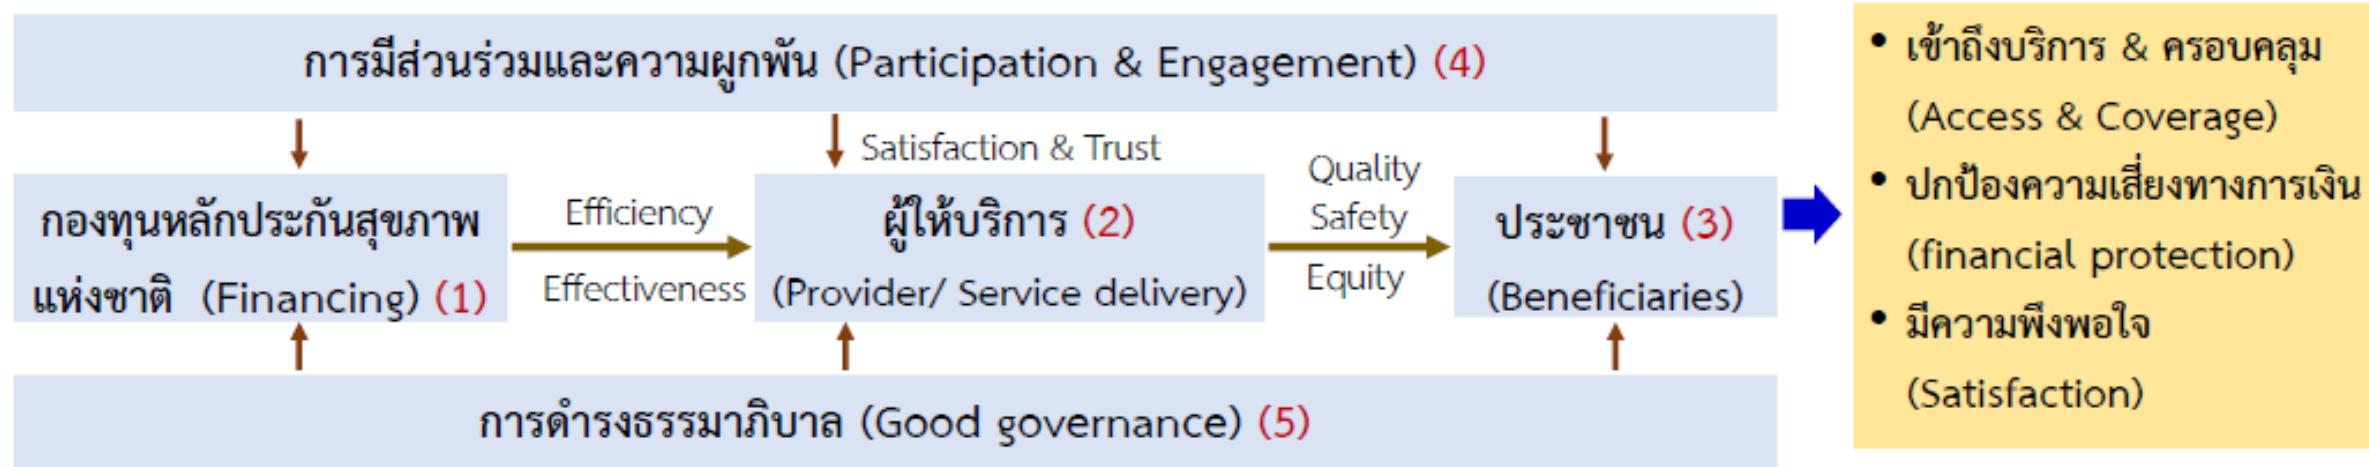 การมีส่วนร่วมและความผูกพัน (Participation & Engagement) (4)
Satisfaction & Trust
กองทุนหลักประกันสุขภาพ
แห่งชาติ (Financing) (1)
Efficiency
Effectiveness
ผู้ให้บริการ (2)
(Provider/ Service delivery)
Quality
Safety
Equity
ประชาชน (3)
(Beneficiaries)
การดำรงธรรมาภิบาล (Good governance) (5)
• เข้าถึงบริการ & ครอบคลุม
(Access & Coverage)
• ปกป้องความเสี่ยงทางการเงิน
(financial protection)
• มีความพึงพอใจ
(Satisfaction)